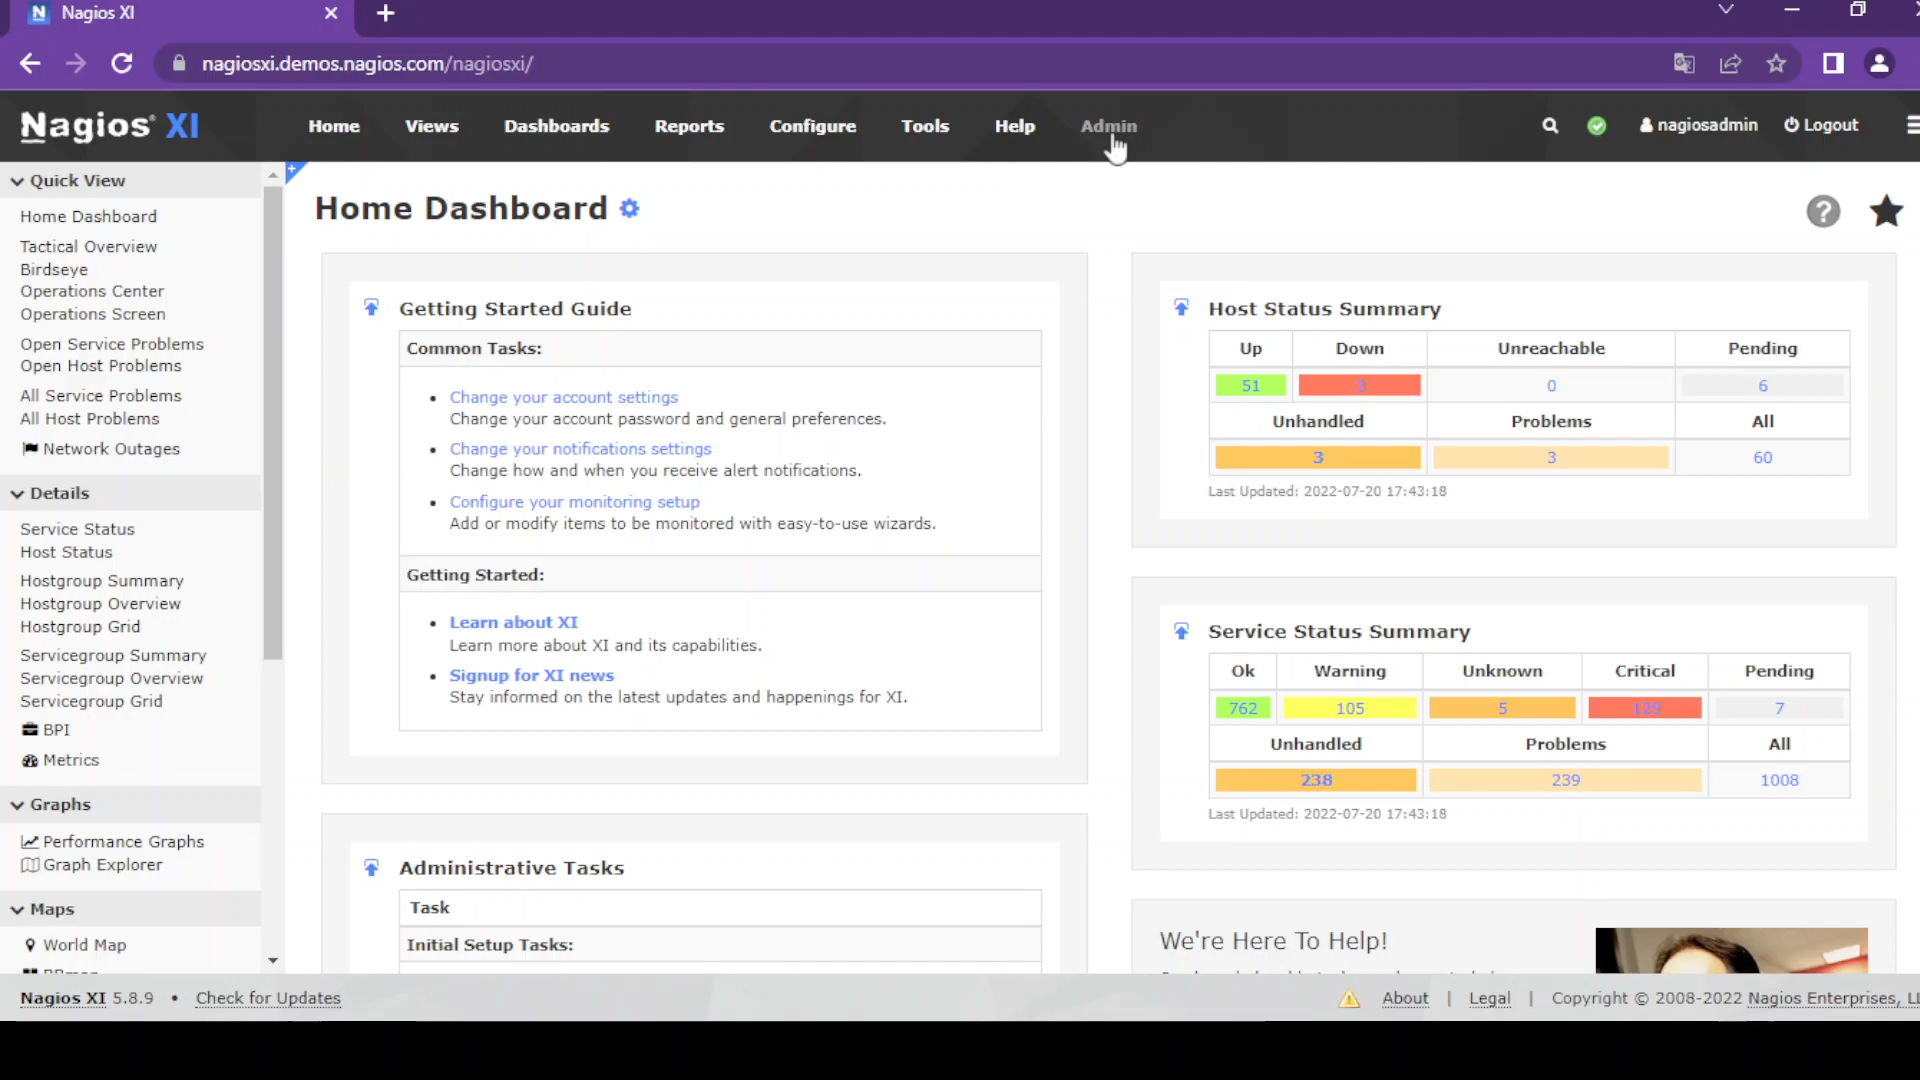 Nagios XI
nagiosxi.demos.nagios.com/nagiosxi/
Nagios® XI
Home
Views
Dashboards
Reports
Configure
Tools
Help
Admin
nagiosadmin
Logout
Quick View
Home Dashboard
Tactical Overview
Birdseye
Operations Center
Operations Screen
Open Service Problems
Open Host Problems
All Service Problems
All Host Problems
Network Outages
Details
Service Status
Host Status
Hostgroup Summary
Hostgroup Overview
Hostgroup Grid
Servicegroup Summary
Servicegroup Overview
Servicegroup Grid
BPI
Metrics
Graphs
Performance Graphs
Graph Explorer
Maps
World Map
Home Dashboard
Getting Started Guide
Common Tasks:
Change your account settings
Change your account password and general preferences.
Change your notifications settings
Change how and when you receive alert notifications.
Configure your monitoring setup
Add or modify items to be monitored with easy-to-use wizards.
Getting Started:
Learn about XI
Learn more about XI and its capabilities.
Signup for XI news
Stay informed on the latest updates and happenings for XI.
Administrative Tasks
Task
Initial Setup Tasks:
Host Status Summary
Up Down Unreachable Pending
51 3 0 6
Unhandled Problems All
3 3 60
Last Updated: 2022-07-20 17:43:18
Service Status Summary
Ok Warning Unknown Critical Pending
762 105 5 129 7
Unhandled Problems All
238 239 1008
Last Updated: 2022-07-20 17:43:18
We're Here To Help!
Nagios XI 5.8.9 • Check for Updates
About | Legal | Copyright © 2008-2022 Nagios Enterprises,